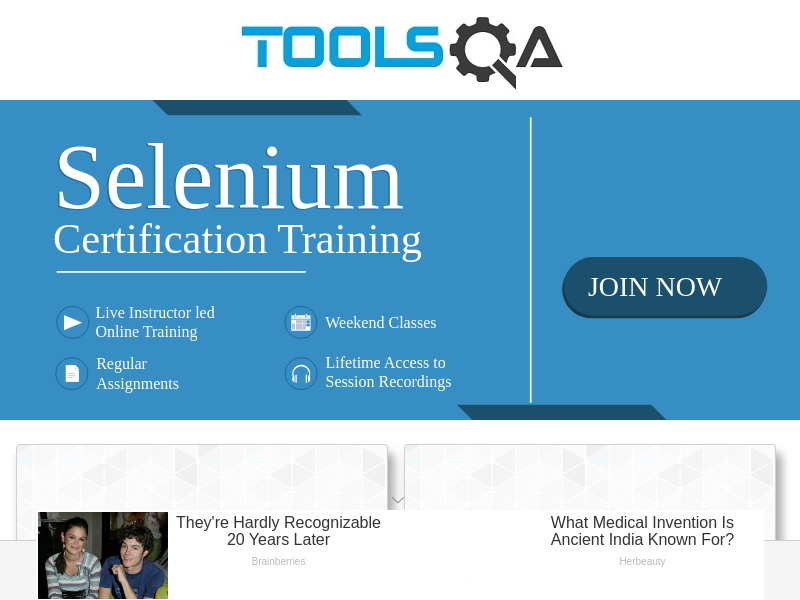 TOOLSQA
Selenium
Certification Training
JOIN NOW
Live Instructor led
Online Training
Weekend Classes
Regular
Assignments
Lifetime Access to
Session Recordings
They're Hardly Recognizable
20 Years Later
Brainberries
What Medical Invention Is
Ancient India Known For?
Herbeauty